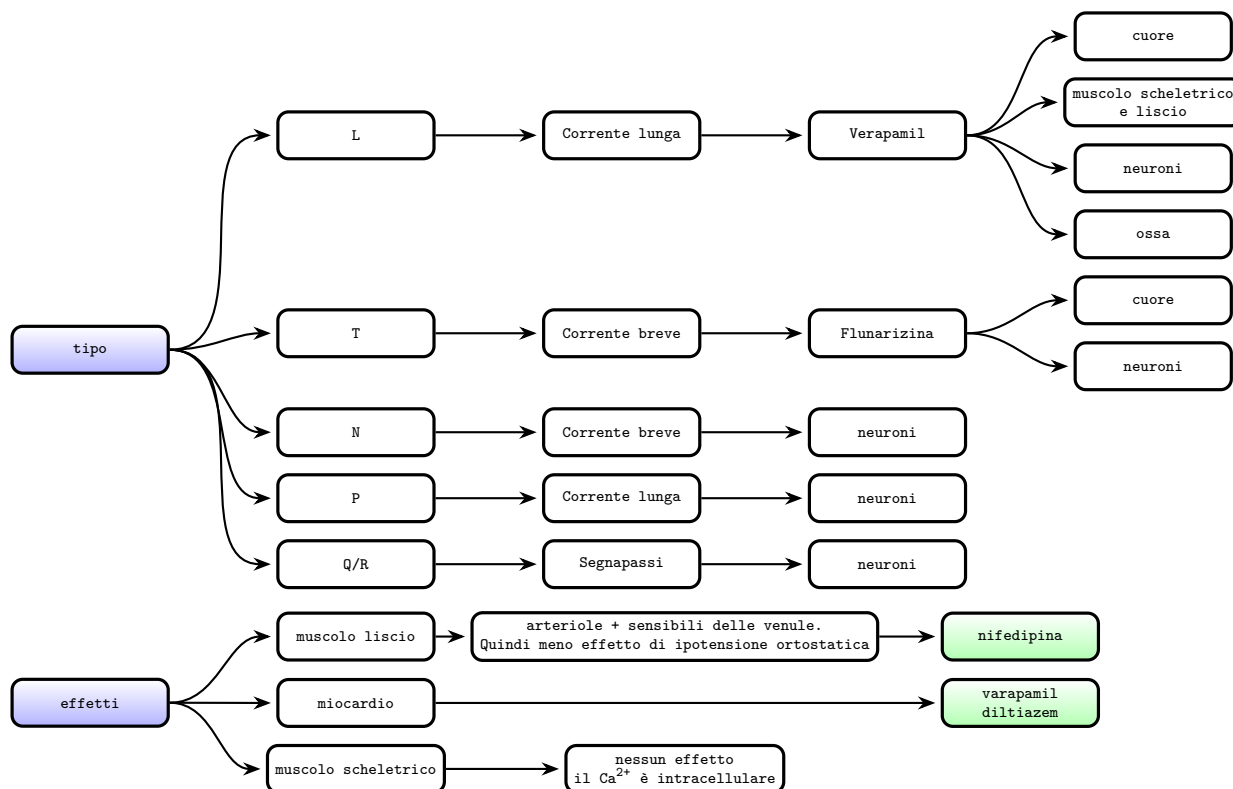 cuore
muscolo scheletrico
e liscio
L
Corrente lunga
Verapamil
neuroni
ossa
cuore
tipo
T
Corrente breve
Flunarizina
neuroni
N
Corrente breve
neuroni
P
Corrente lunga
neuroni
Q/R
Segnapassi
neuroni
muscolo liscio
arteriole + sensibili delle venule.
Quindi meno effetto di ipotensione ortostatica
nifedipina
effetti
miocardio
varapamil
diltiazem
muscolo scheletrico
nessun effetto
il Ca²⁺ è intracellulare